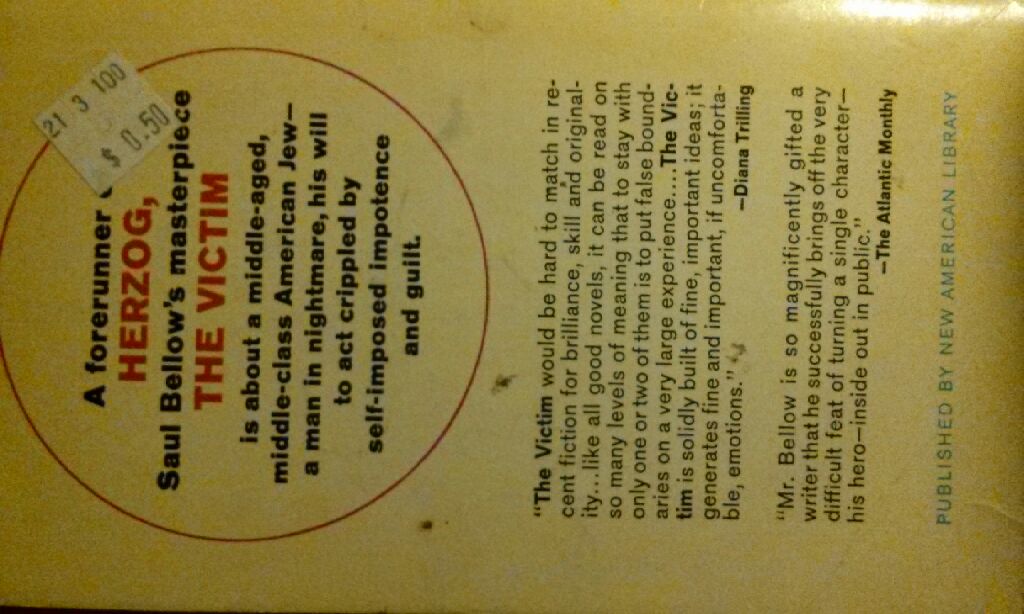 21 3 100
$ 0.50
A forerunner
HERZOG,
Saul Bellow's masterpiece
THE VICTIM
is about a middle-aged,
middle-class American Jew—
a man in nightmare, his will
to act crippled by
self-imposed impotence
and guilt.
"The Victim would be hard to match in re-
cent fiction for brilliance, skill and original-
ity...like all good novels, it can be read on
so many levels of meaning that to stay with
only one or two of them is to put false bound-
aries on a very large experience....The Vic-
tim is solidly built of fine, important ideas; it
generates fine and important, if uncomforta-
ble, emotions."
—Diana Trilling
"Mr. Bellow is so magnificently gifted a
writer that he successfully brings off the very
difficult feat of turning a single character—
his hero—inside out in public."
—The Atlantic Monthly
PUBLISHED BY NEW AMERICAN LIBRARY